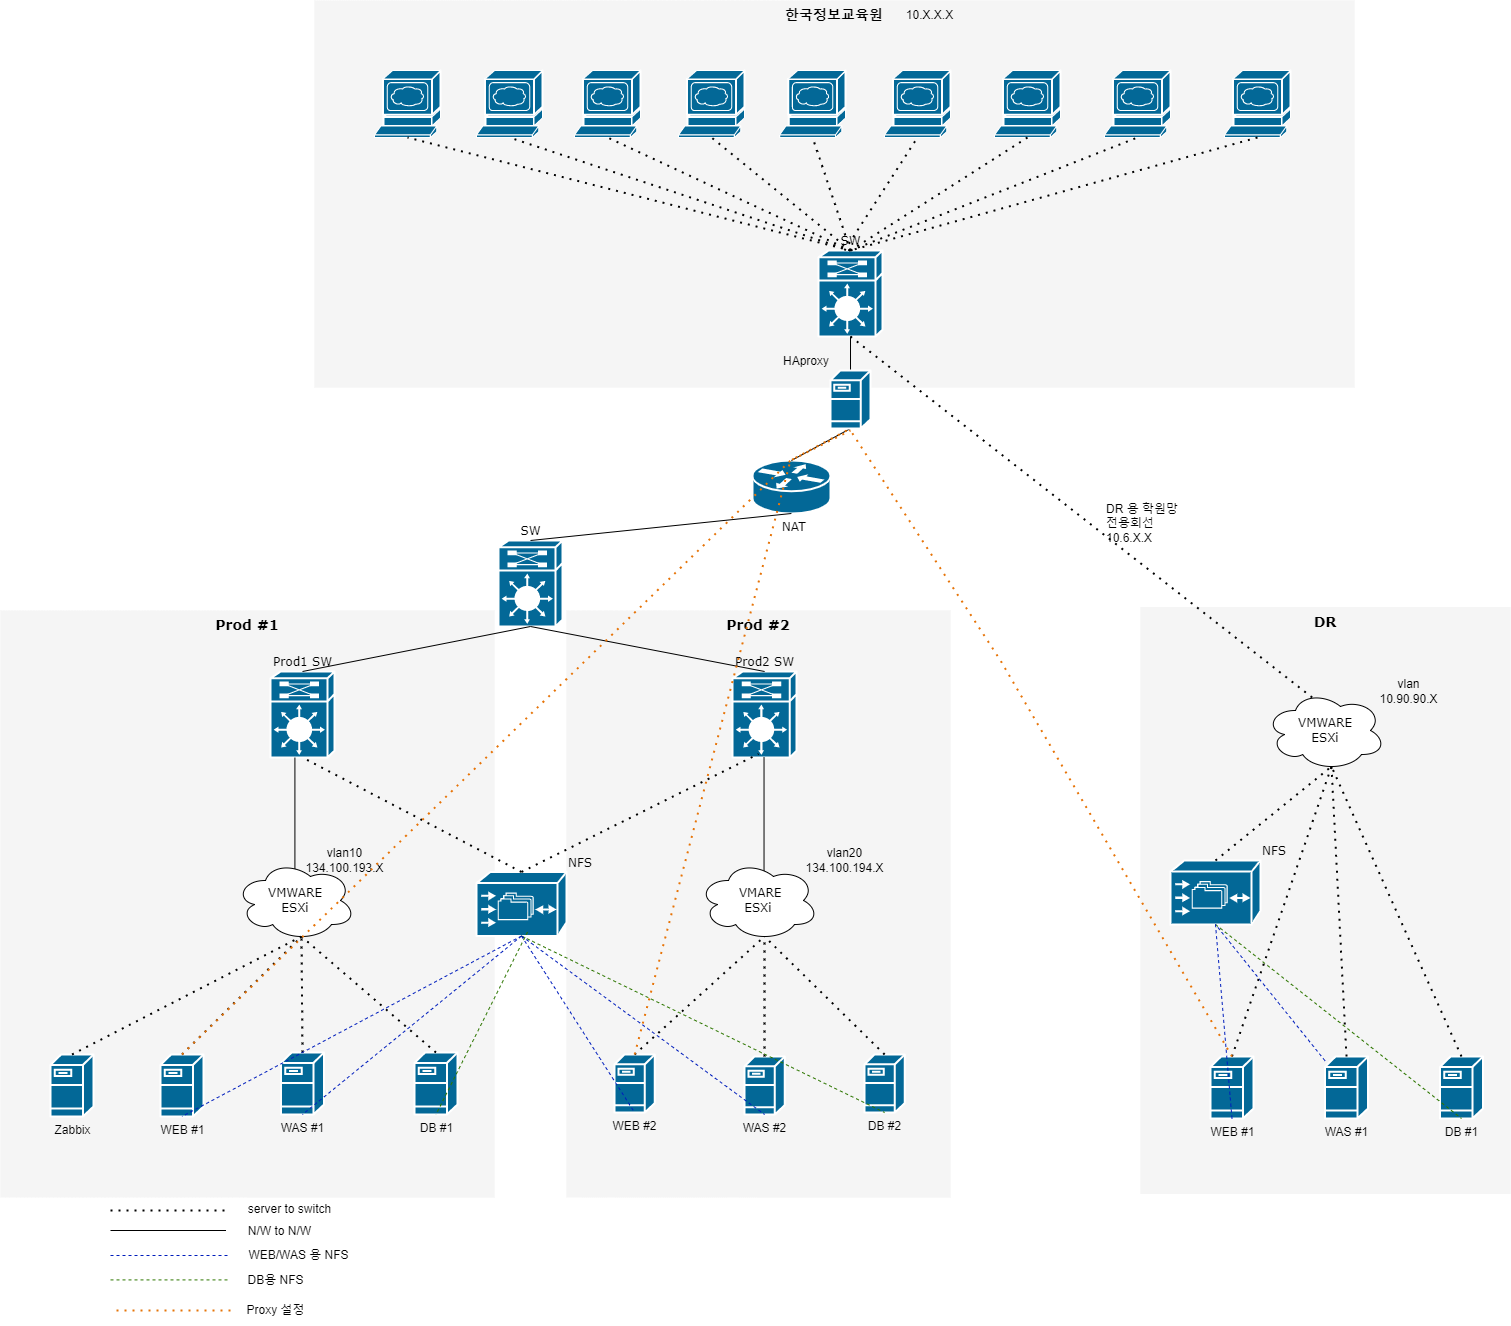 한국정보교육원 10.X.X.X
SW
HAproxy
DR 용 학원망
전용회선
10.6.X.X
NAT
SW
Prod #1
Prod #2
DR
Prod1 SW
Prod2 SW
vlan
10.90.90.X
VMWARE
ESXi
vlan10
134.100.193.X
VMWARE
ESXi
NFS
vlan20
134.100.194.X
VMARE
ESXi
NFS
Zabbix
WEB #1
WAS #1
DB #1
WEB #2
WAS #2
DB #2
WEB #1
WAS #1
DB #1
server to switch
N/W to N/W
WEB/WAS 용 NFS
DB용 NFS
Proxy 설정